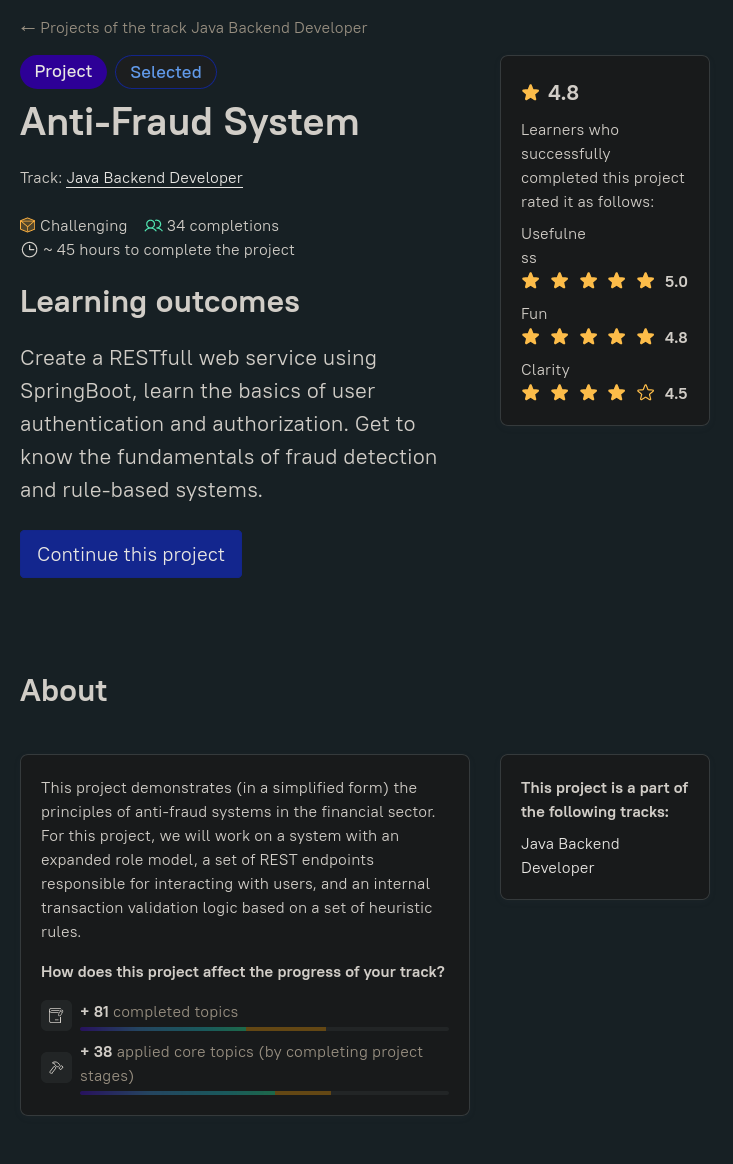 ← Projects of the track Java Backend Developer
Project
Selected
Anti-Fraud System
Track: Java Backend Developer
Challenging
34 completions
~ 45 hours to complete the project
Learning outcomes
Create a RESTfull web service using
SpringBoot, learn the basics of user
authentication and authorization. Get to
know the fundamentals of fraud detection
and rule-based systems.
Continue this project
4.8
Learners who
successfully
completed this project
rated it as follows:
Usefulne
ss
5.0
Fun
4.8
Clarity
4.5
About
This project demonstrates (in a simplified form) the
principles of anti-fraud systems in the financial sector.
For this project, we will work on a system with an
expanded role model, a set of REST endpoints
responsible for interacting with users, and an internal
transaction validation logic based on a set of heuristic
rules.
How does this project affect the progress of your track?
+ 81 completed topics
+ 38 applied core topics (by completing project
stages)
This project is a part of
the following tracks:
Java Backend
Developer